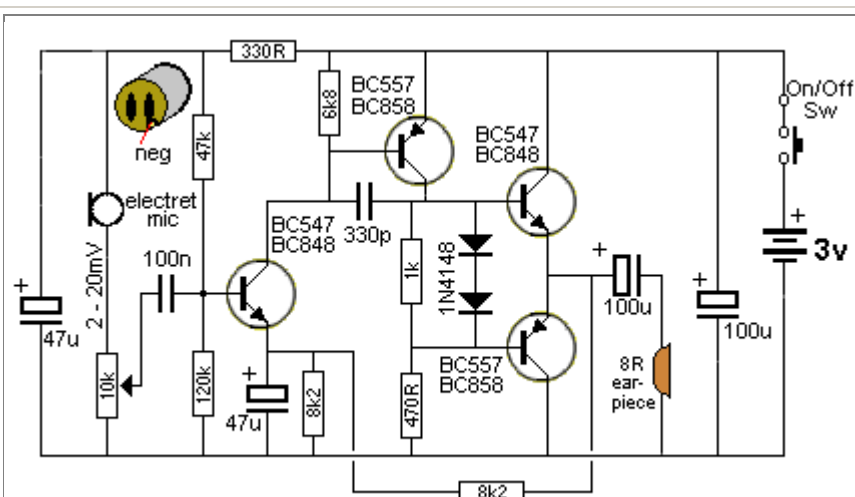 330R
BC557
BC858
On/Off
Sw
6k8
neg
47k
BC547
BC848
electret
mic
BC547
BC848
330p
100n
2 - 20mV
1k
1N4148
+
3v
+
47u
+
100u
+
100u
10k
120k
+
47u
8k2
470R
BC557
BC858
8R
ear-
piece
8k2